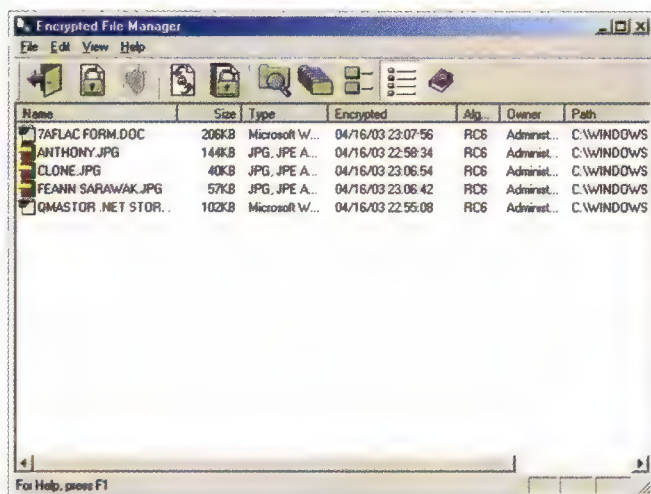 Encrypted File Manager
File Edit View Help
Name Size Type Encrypted Alg... Owner Path
7AFLAC FORM.DOC 206KB Microsoft W... 04/16/03 23:07:56 RC6 Administ... C:\WINDOWS
ANTHONY.JPG 144KB JPG, JPE A... 04/16/03 22:58:34 RC6 Administ... C:\WINDOWS
CLONE.JPG 40KB JPG, JPE A... 04/16/03 23:06:54 RC6 Administ... C:\WINDOWS
FEANN SARAWAK.JPG 57KB JPG, JPE A... 04/16/03 23:06:42 RC6 Administ... C:\WINDOWS
QMASTOR .NET STOR... 102KB Microsoft W... 04/16/03 22:55:08 RC6 Administ... C:\WINDOWS
For Help, press F1